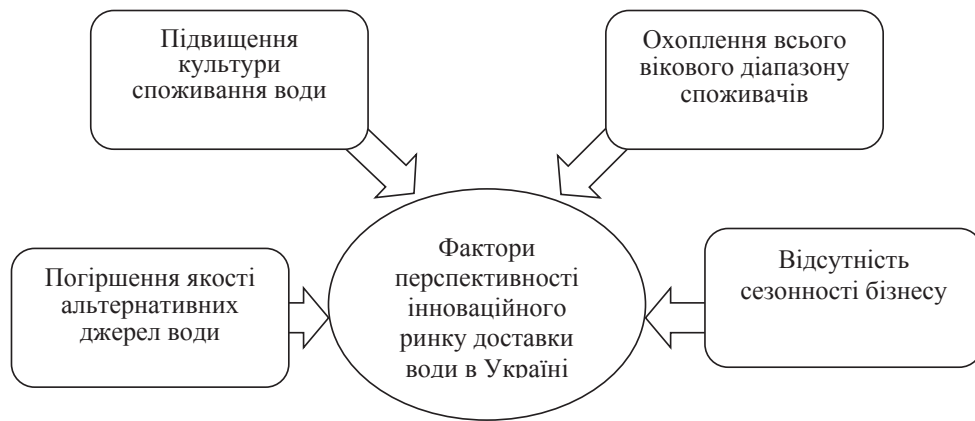 Підвищення
культури
споживання води
Охоплення всього
вікового діапазону
споживачів
Погіршення якості
альтернативних
джерел води
Фактори
перспективності
інноваційного
ринку доставки
води в Україні
Відсутність
сезонності бізнесу